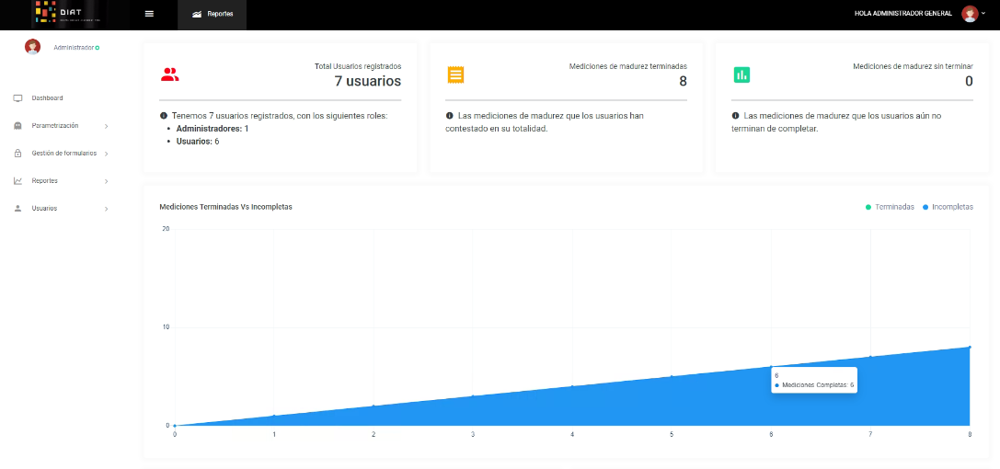 DIAT
Reportes
HOLA ADMINISTRADOR GENERAL
Administrador
Dashboard
Parametrización
Gestión de formularios
Reportes
Usuarios
Total Usuarios registrados
7 usuarios
Tenemos 7 usuarios registrados, con los siguientes roles:
• Administradores: 1
• Usuarios: 6
Mediciones de madurez terminadas
8
Las mediciones de madurez que los usuarios han
contestado en su totalidad.
Mediciones de madurez sin terminar
0
Las mediciones de madurez que los usuarios aún no
terminan de completar.
Mediciones Terminadas Vs Incompletas
Terminadas
Incompletas
20
10
0
6
Mediciones Completas: 6
0 1 2 3 4 5 6 7 8